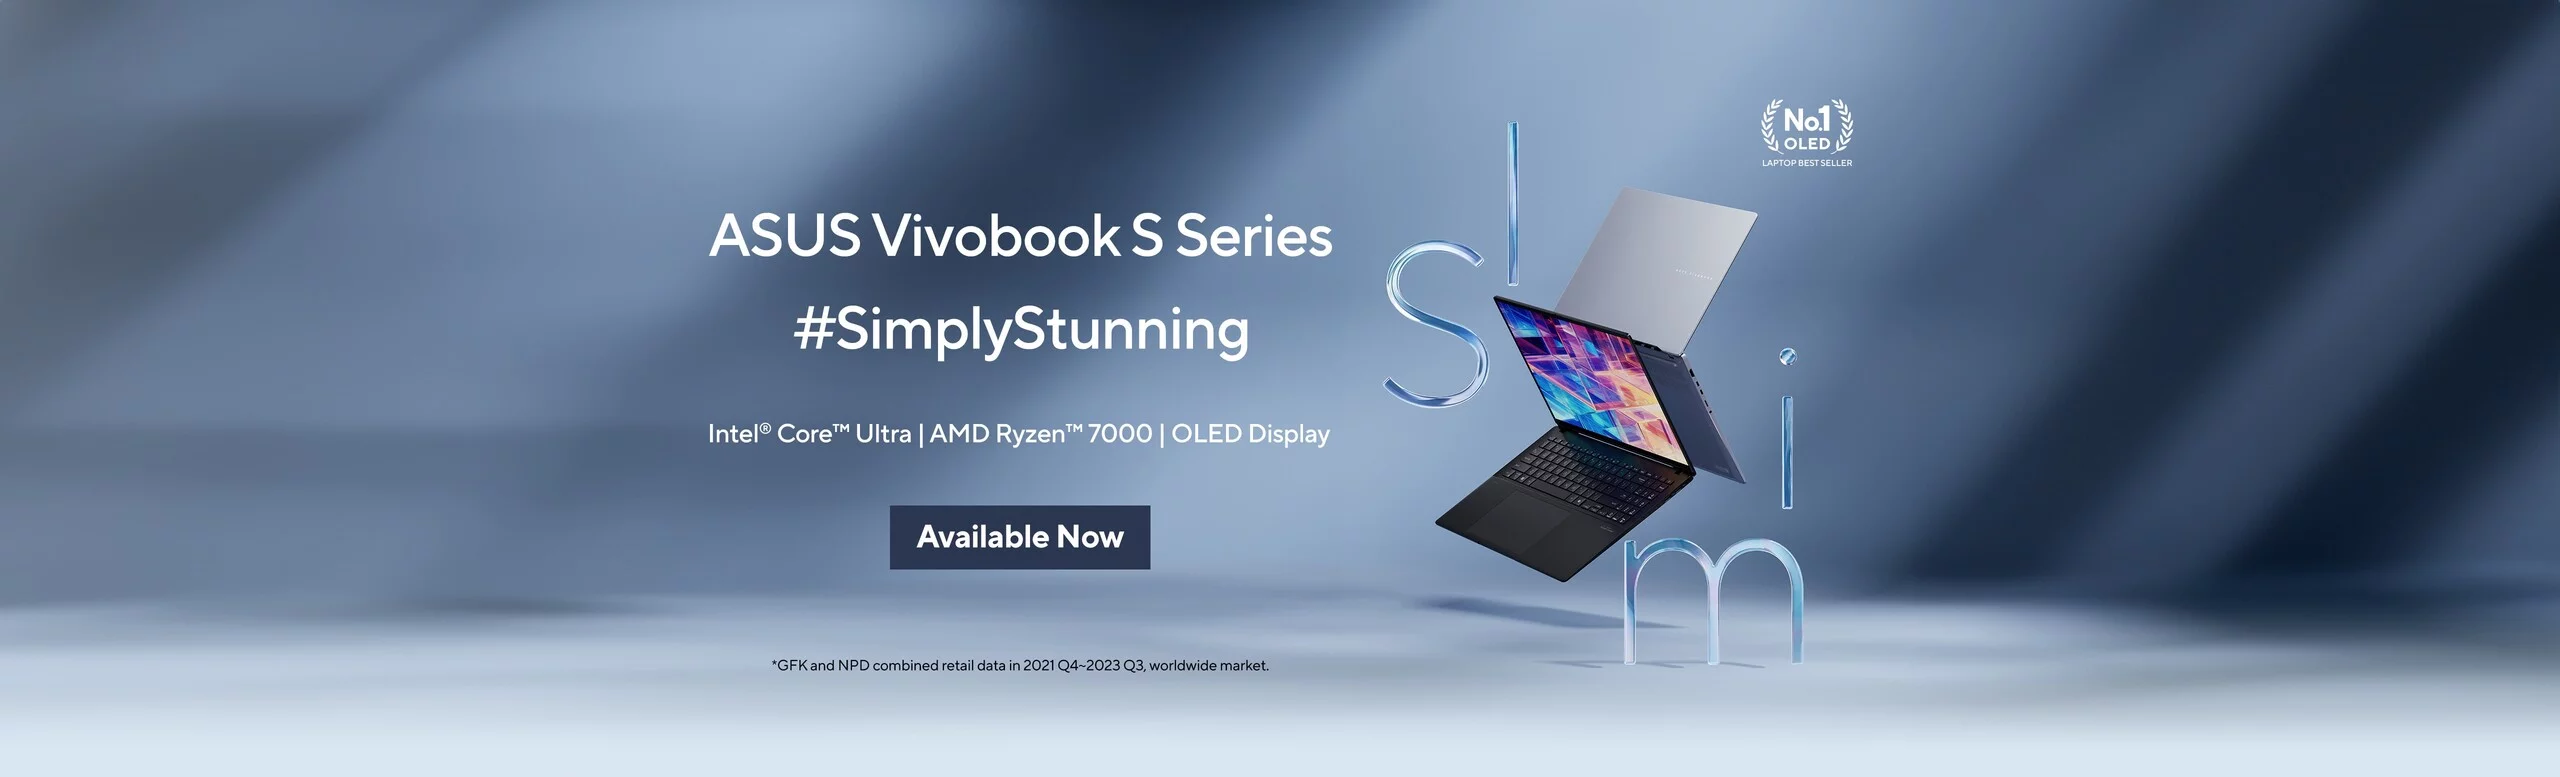 ASUS Vivobook S Series
#SimplyStunning
Intel® Core™ Ultra | AMD Ryzen™ 7000 | OLED Display
Available Now
*GFK and NPD combined retail data in 2021 Q4~2023 Q3, worldwide market.
slim
No.1
OLED
LAPTOP BEST SELLER